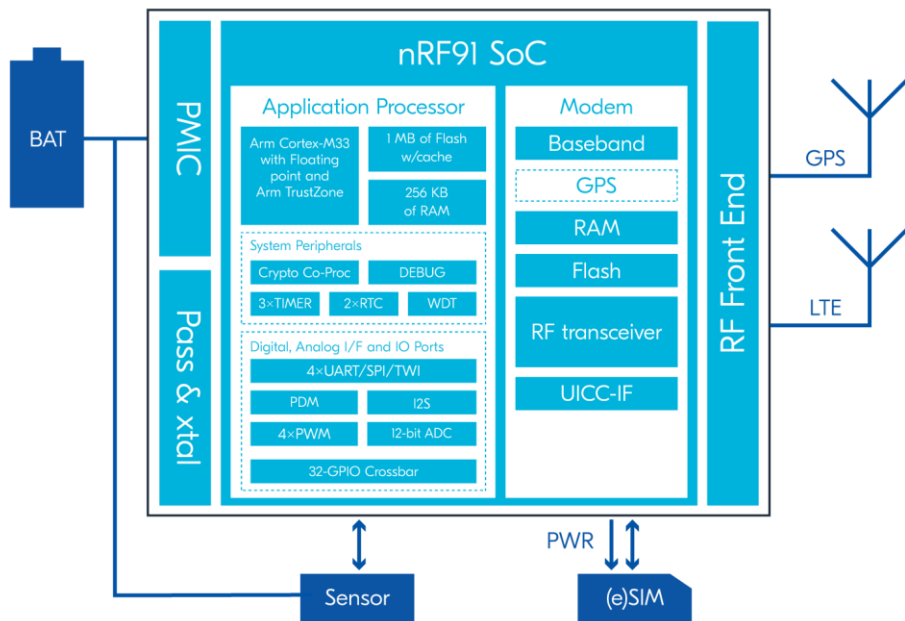 BAT
PMIC
Pass & xtal
nRF91 SoC
Application Processor
Arm Cortex-M33
with Floating
point and
Arm TrustZone
1 MB of Flash
w/cache
256 KB
of RAM
System Peripherals
Crypto Co-Proc
DEBUG
3×TIMER
2×RTC
WDT
Digital, Analog I/F and IO Ports
4×UART/SPI/TWI
PDM
I2S
4×PWM
12-bit ADC
32-GPIO Crossbar
Modem
Baseband
GPS
RAM
Flash
RF transceiver
UICC-IF
RF Front End
GPS
LTE
PWR
Sensor
(e)SIM